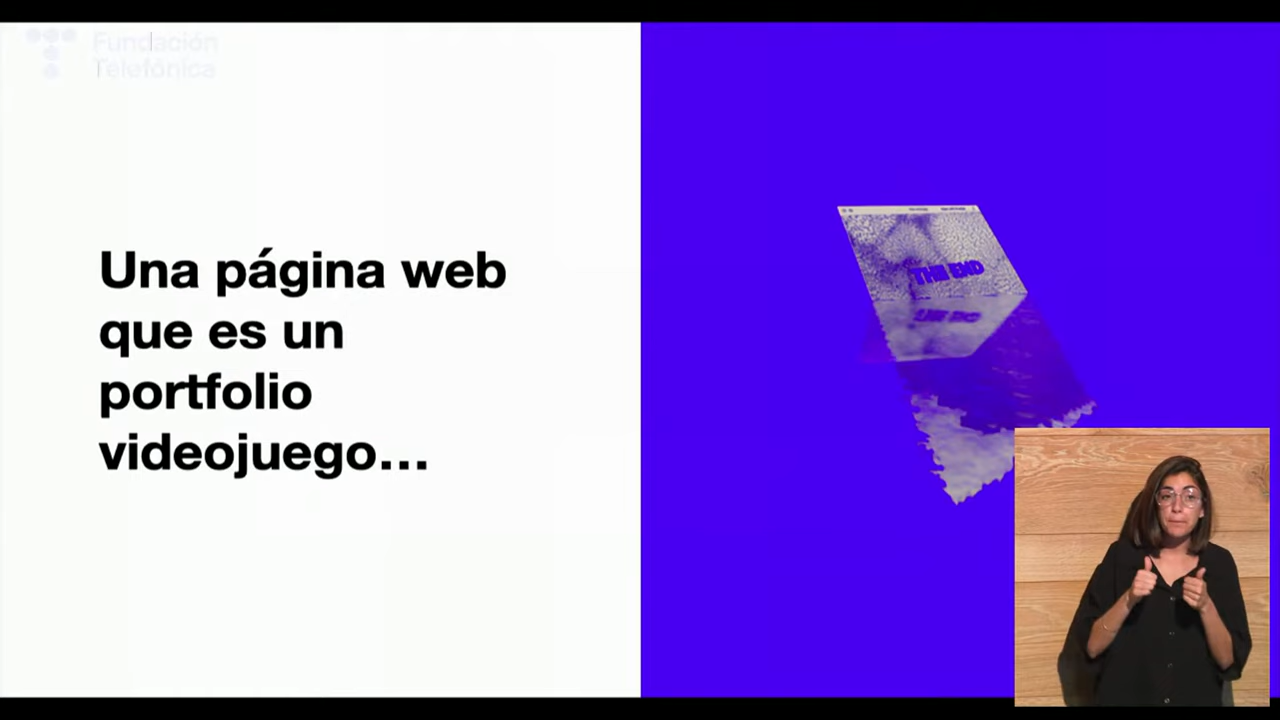 Fundación
Telefónica
Una página web
que es un
portfolio
videojuego...
THE END